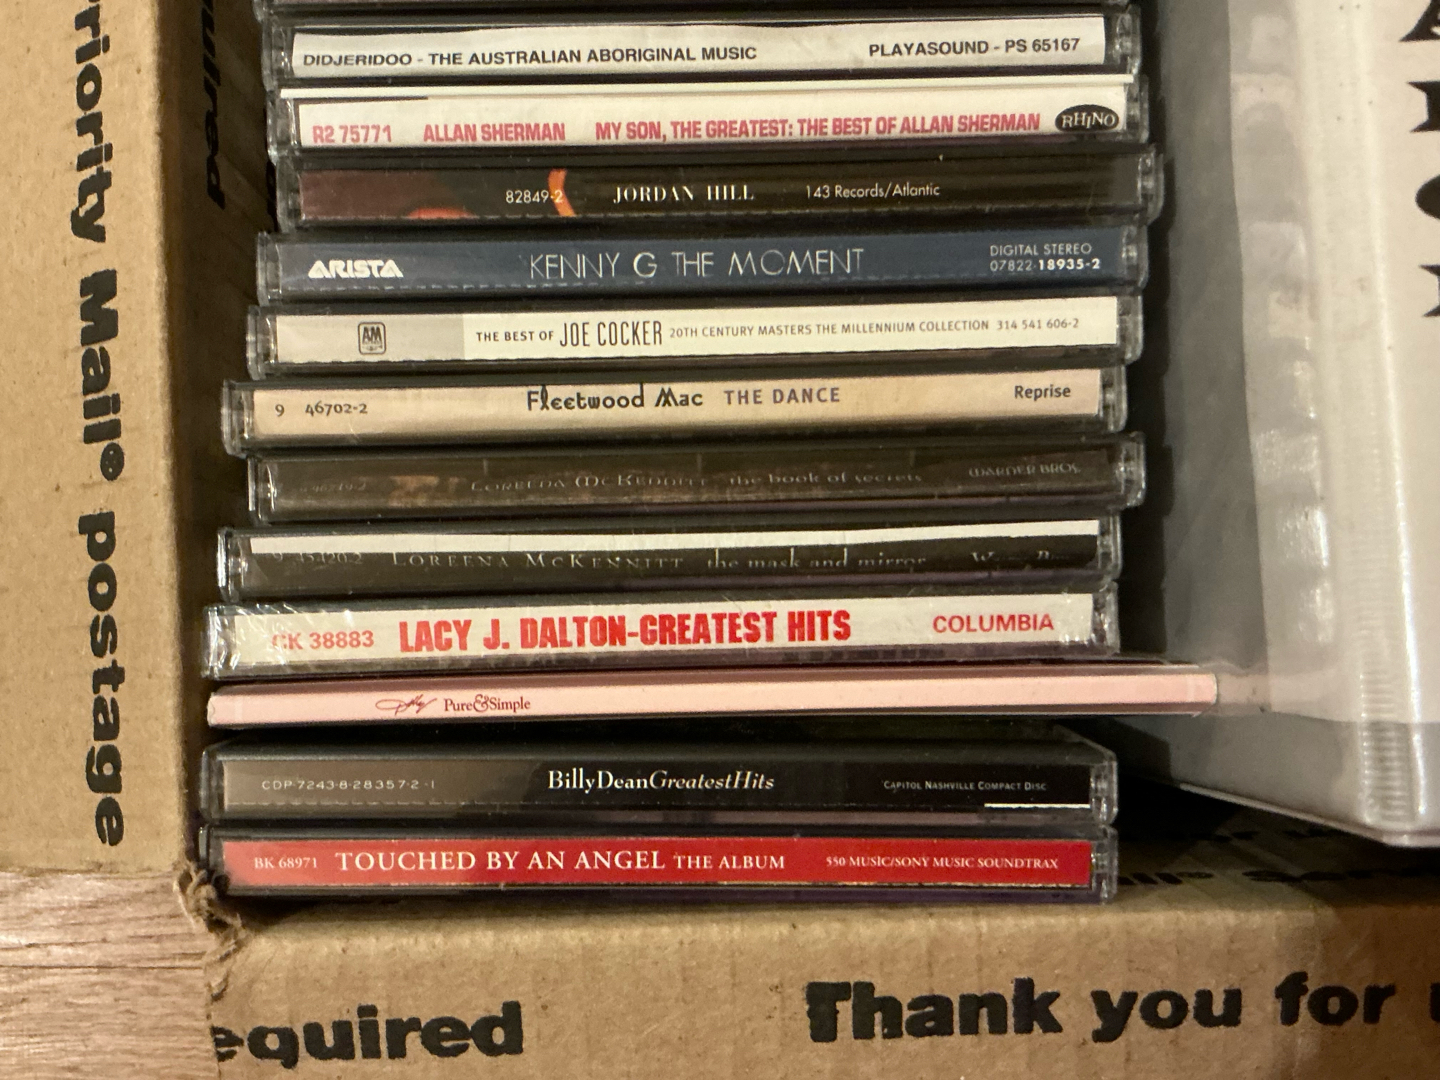 riority Mail® postage
uired
DIDJERIDOO - THE AUSTRALIAN ABORIGINAL MUSIC PLAYASOUND - PS 65167
R2 75771 ALLAN SHERMAN MY SON, THE GREATEST: THE BEST OF ALLAN SHERMAN RHINO
82849-2 JORDAN HILL 143 Records/Atlantic
ARISTA KENNY G THE MOMENT DIGITAL STEREO
07822-18935-2
AM THE BEST OF JOE COCKER 20TH CENTURY MASTERS THE MILLENNIUM COLLECTION 314 541 606-2
9 46702-2 Fleetwood Mac THE DANCE Reprise
LOREENA MCKENNITT the book of secrets WARNER BROS.
LOREENA MCKENNITT the mask and mirror
CK 38883 LACY J. DALTON-GREATEST HITS COLUMBIA
Pure&Simple
CDP-7243-8-28357-2-1 BillyDeanGreatestHits CAPITOL NASHVILLE COMPACT DISC
BK 68971 TOUCHED BY AN ANGEL THE ALBUM 550 MUSIC/SONY MUSIC SOUNDTRAX
equired Thank you for